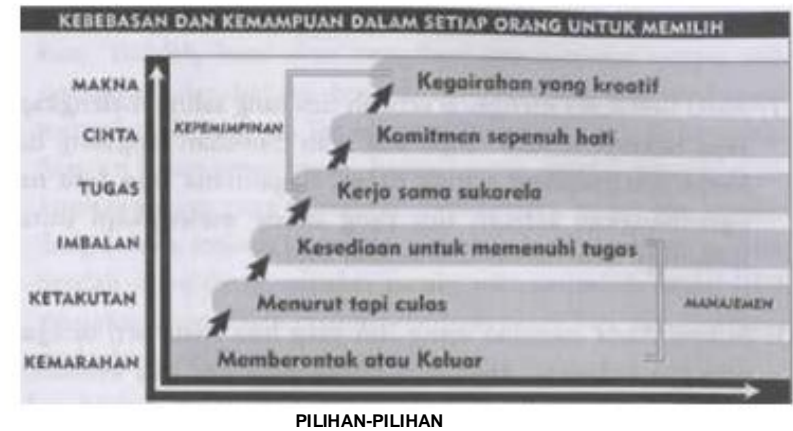 KEBEBASAN DAN KEMAMPUAN DALAM SETIAP ORANG UNTUK MEMILIH
MAKNA
Kegairahan yang kreatif
CINTA
KEPEMIMPINAN
Komitmen sepenuh hati
TUGAS
Kerja sama sukarela
IMBALAN
Kesediaan untuk memenuhi tugas
KETAKUTAN
Menurut tapi culas
MANAJEMEN
KEMARAHAN
Memberontak atau Keluar
PILIHAN-PILIHAN